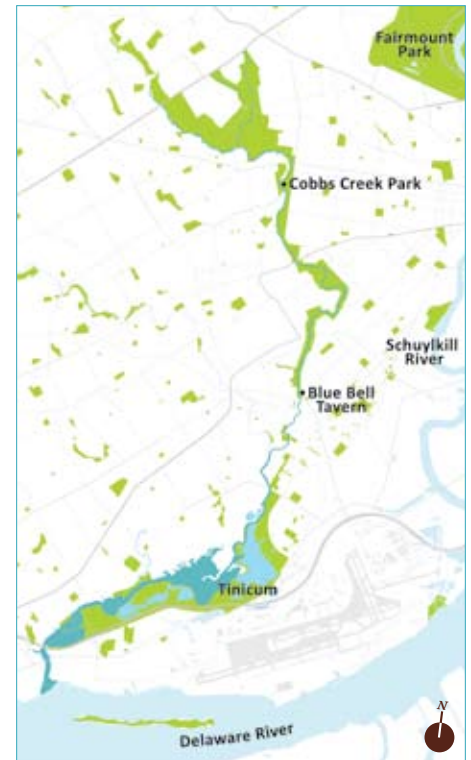 Fairmount
Park
Cobbs Creek Park
Schuylkill
River
Blue Bell
Tavern
Tinicum
Delaware River
N